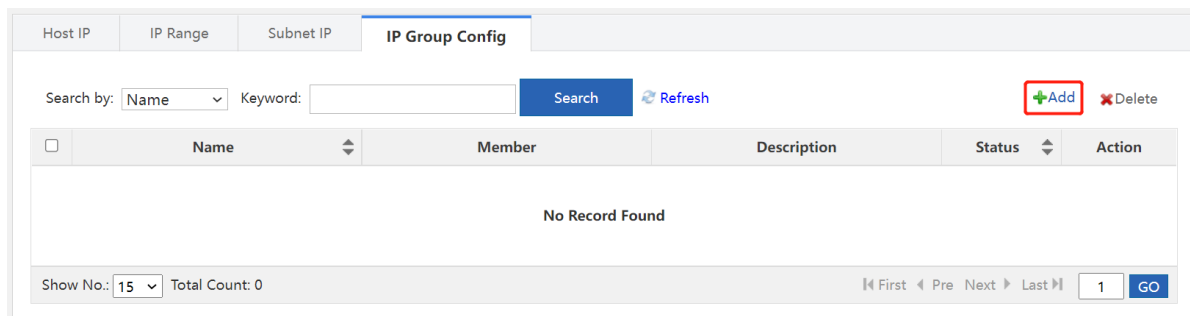 Host IP IP Range Subnet IP IP Group Config
Search by: Name Keyword: Search Refresh Add Delete
Name Member Description Status Action
No Record Found
Show No.: 15 Total Count: 0 First Pre Next Last 1 GO